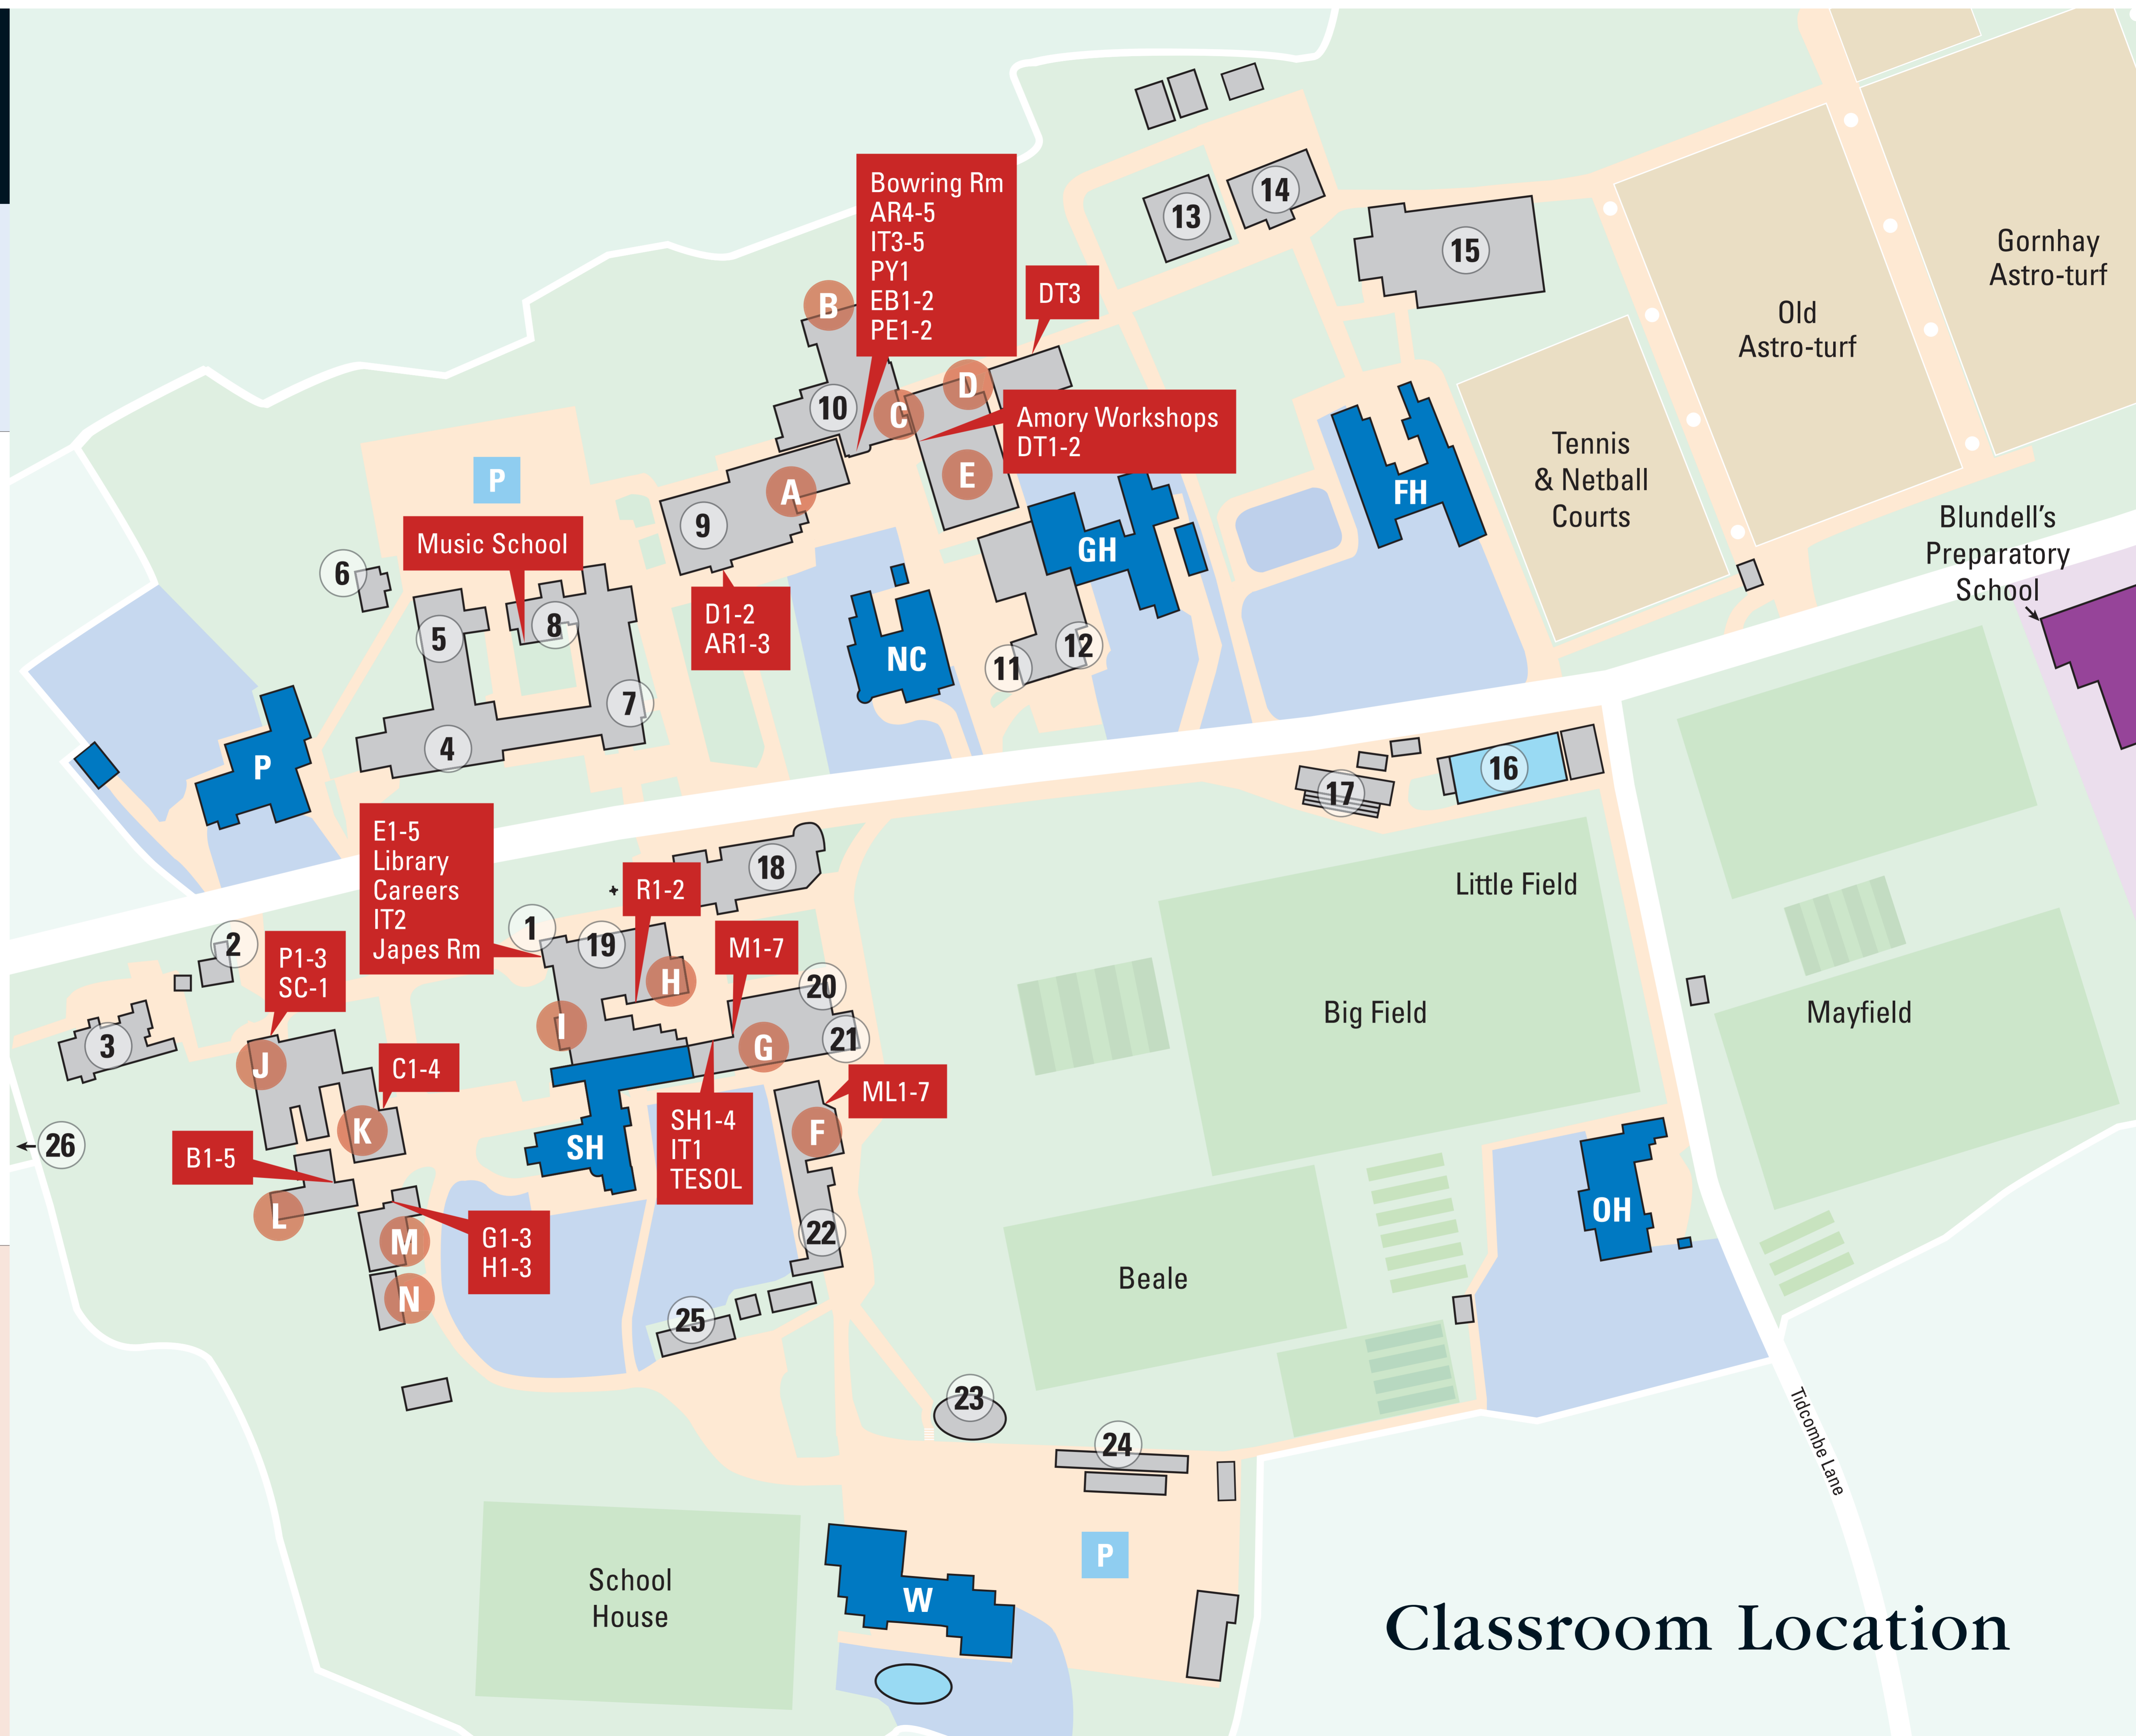 Bowring Rm
AR4-5
IT3-5
PY1
EB1-2
PE1-2
DT3
Amory Workshops
DT1-2
Music School
D1-2
AR1-3
13
14
15
B
10
C
D
A
E
9
P
6
5
8
7
4
P
NC
GH
11
12
FH
Tennis
& Netball
Courts
Old
Astro-turf
Gornhay
Astro-turf
Blundell's
Preparatory
School
16
17
18
E1-5
Library
Careers
IT2
Japes Rm
R1-2
M1-7
1
19
H
I
20
21
G
2
3
P1-3
SC-1
J
C1-4
K
26
B1-5
L
M
N
G1-3
H1-3
SH
SH1-4
IT1
TESOL
ML1-7
F
22
25
23
24
Little Field
Big Field
Mayfield
Beale
OH
Tidcombe Lane
P
W
School
House
Classroom Location